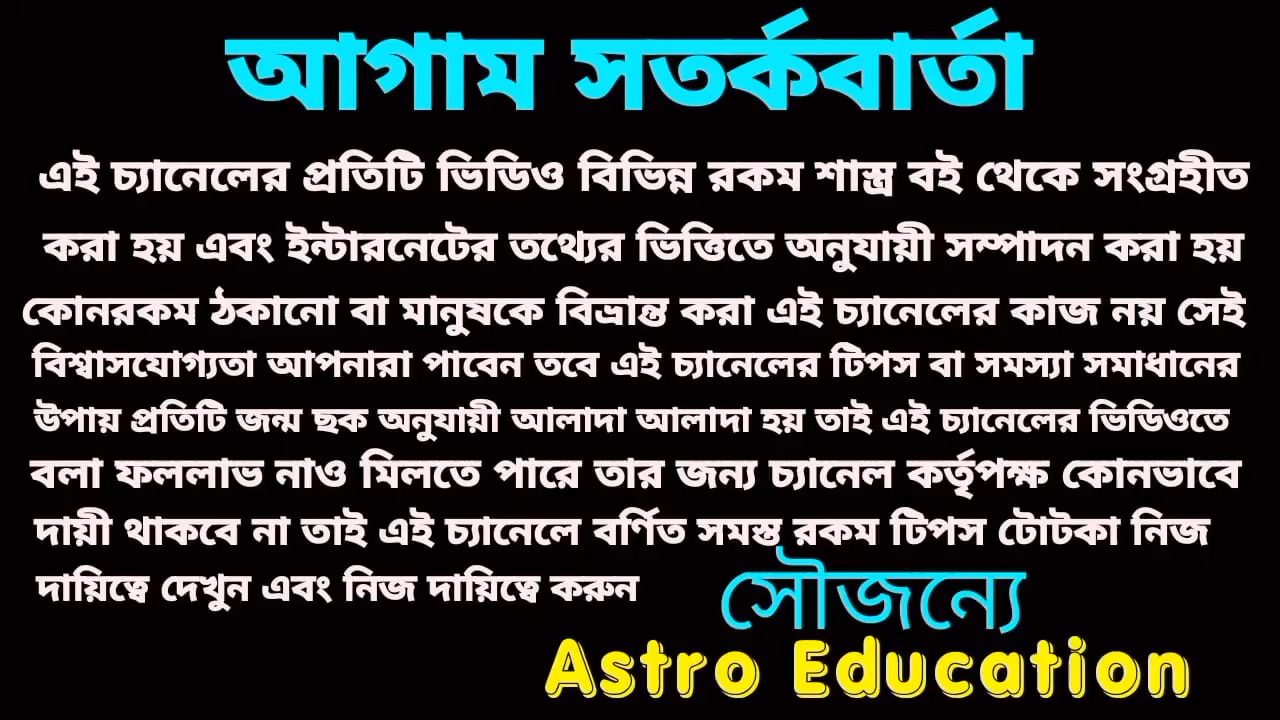 আগাম সতর্কবার্তা
এই চ্যানেলের প্রতিটি ভিডিও বিভিন্ন রকম শাস্ত্র বই থেকে সংগ্রহীত
করা হয় এবং ইন্টারনেটের তথ্যের ভিত্তিতে অনুযায়ী সম্পাদন করা হয়
কোনরকম ঠকানো বা মানুষকে বিভ্রান্ত করা এই চ্যানেলের কাজ নয় সেই
বিশ্বাসযোগ্যতা আপনারা পাবেন তবে এই চ্যানেলের টিপস বা সমস্যা সমাধানের
উপায় প্রতিটি জন্ম ছক অনুযায়ী আলাদা আলাদা হয় তাই এই চ্যানেলের ভিডিওতে
বলা ফললাভ নাও মিলতে পারে তার জন্য চ্যানেল কর্তৃপক্ষ কোনভাবে
দায়ী থাকবে না তাই এই চ্যানেলে বর্ণিত সমস্ত রকম টিপস টোটকা নিজ
দায়িত্বে দেখুন এবং নিজ দায়িত্বে করুন
সৌজন্যে
Astro Education